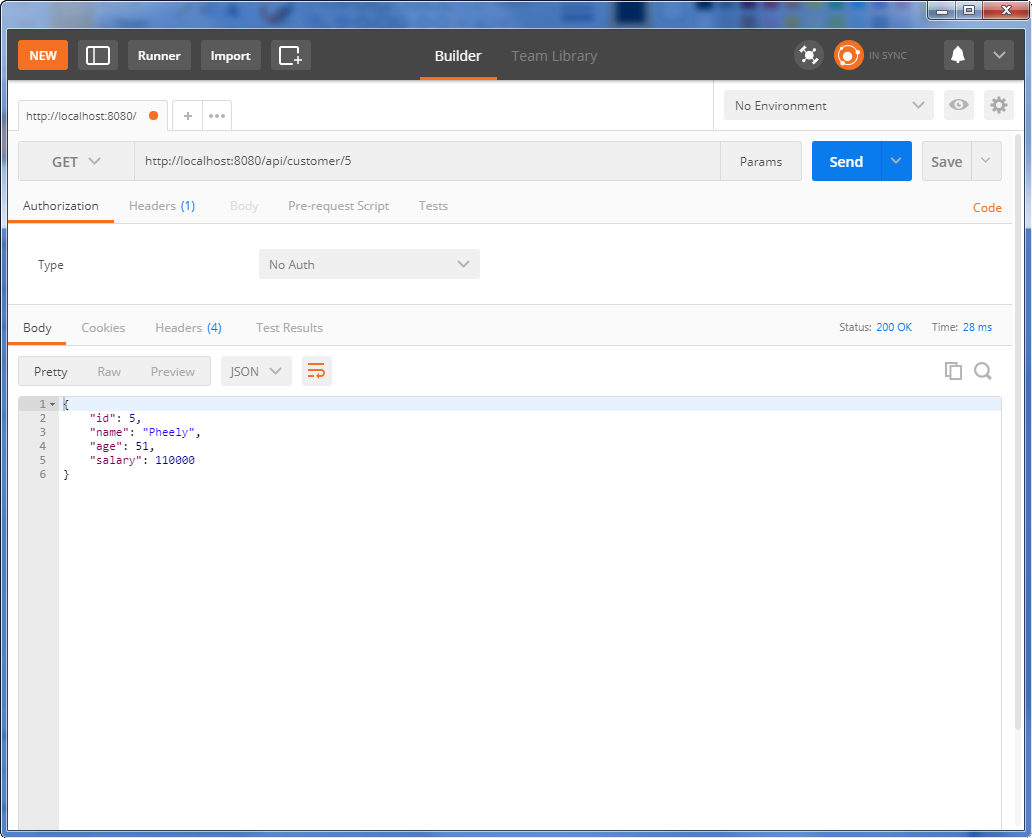 NEW Runner Import Builder Team Library IN SYNC
http://localhost:8080/ + ••• No Environment
GET http://localhost:8080/api/customer/5 Params Send Save
Authorization Headers (1) Body Pre-request Script Tests Code
Type No Auth
Body Cookies Headers (4) Test Results Status: 200 OK Time: 28 ms
Pretty Raw Preview JSON
1 {
2 "id": 5,
3 "name": "Pheely",
4 "age": 51,
5 "salary": 110000
6 }